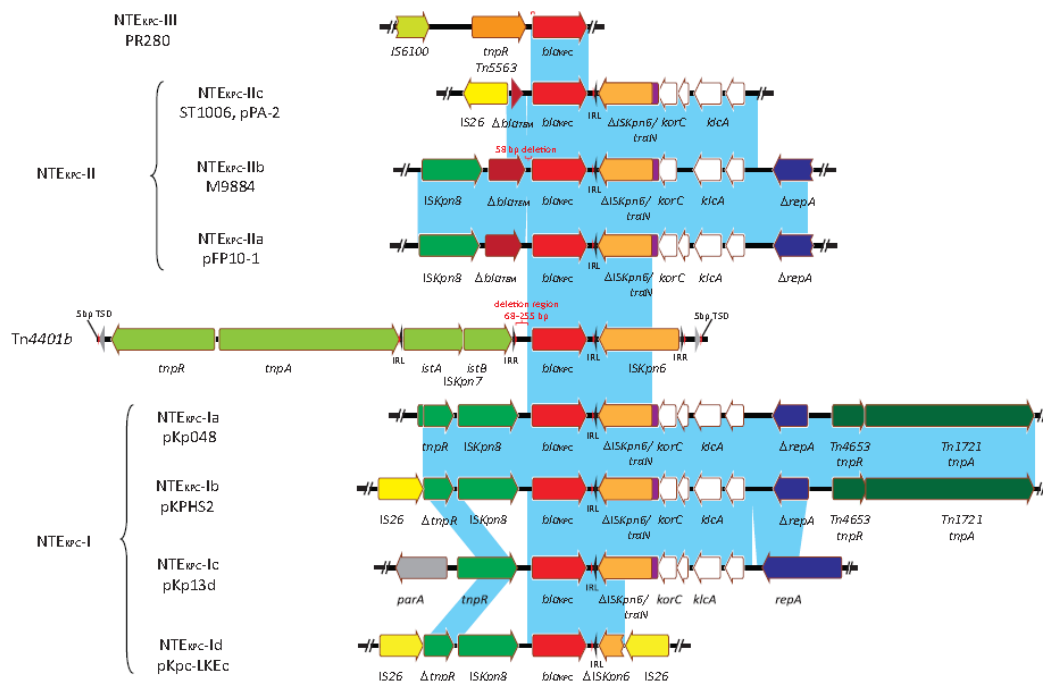 NTEKPC-III
PR280
IS6100 tnpR blaKPC
Tn5563
NTEKPC-IIc
ST1006, pPA-2
IS26 ΔblaTEM blaKPC IRL ΔISKpn6/ korC klcA
traN
58 bp deletion
NTEKPC-II
NTEKPC-IIb
M9884
ISKpn8 ΔblaTEM blaKPC IRL ΔISKpn6/ korC klcA ΔrepA
traN
NTEKPC-IIa
pFP10-1
ISKpn8 ΔblaTEM blaKPC IRL ΔISKpn6/ korC klcA ΔrepA
traN
deletion region
68-255 bp
5bp TSD 5bp TSD
Tn4401b
IRL IRR IRL IRR
tnpR tnpA istA istB blaKPC ISKpn6
ISKpn7
NTEKPC-Ia
pKp048
tnpR ISKpn8 blaKPC IRL ΔISKpn6/ korC klcA ΔrepA Tn4653 Tn1721
traN tnpR tnpA
NTEKPC-Ib
pKPHS2
IS26 ΔtnpR ISKpn8 blaKPC IRL ΔISKpn6/ korC klcA ΔrepA Tn4653 Tn1721
traN tnpR tnpA
NTEKPC-I
NTEKPC-Ic
pKp13d
parA tnpR blaKPC IRL ΔISKpn6/ korC klcA repA
traN
NTEKPC-Id
pKpc-LKEc
IS26 ΔtnpR ISKpn8 blaKPC IRL ΔISKpn6 IS26